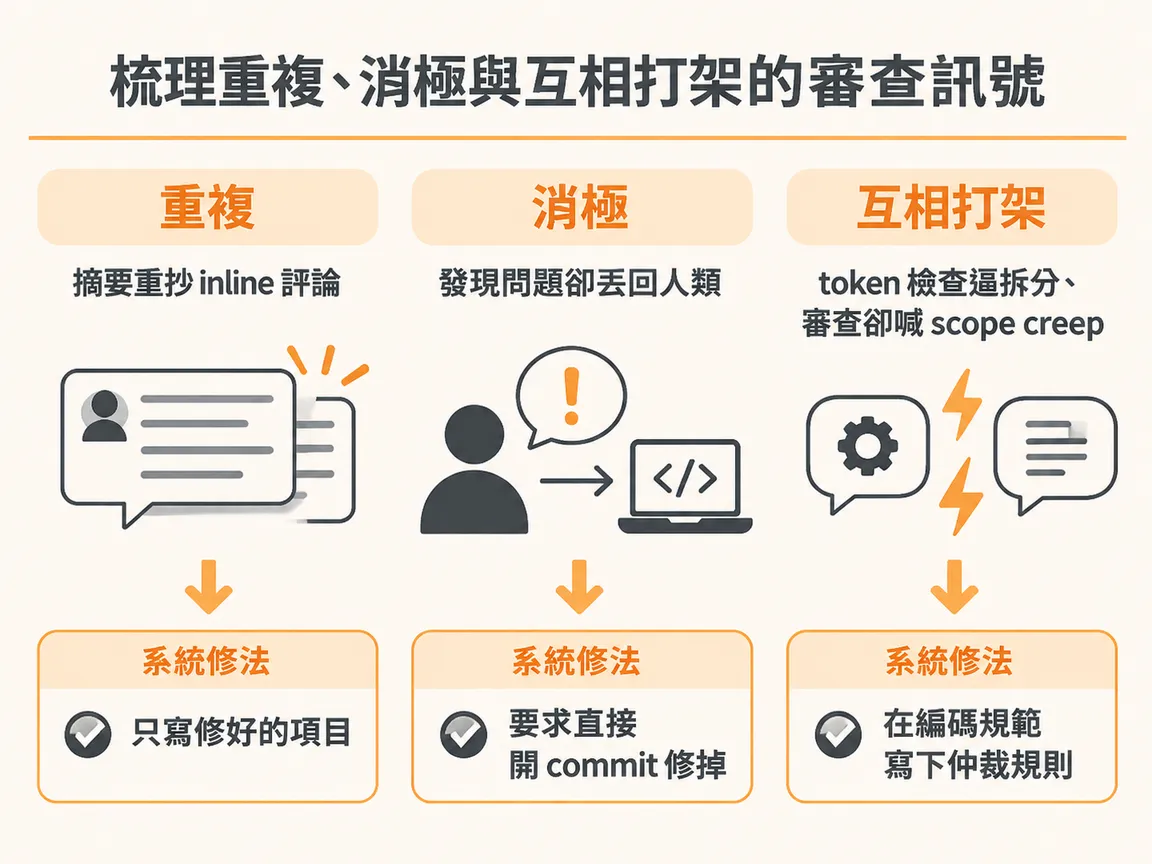 梳理重複、消極與互相打架的審查訊號
重複
摘要重抄 inline 評論
系統修法
只寫修好的項目
消極
發現問題卻丟回人類
!
</>
系統修法
要求直接
開 commit 修掉
互相打架
token 檢查逼拆分、
審查卻喊 scope creep
系統修法
在編码規範
寫下仲裁規則